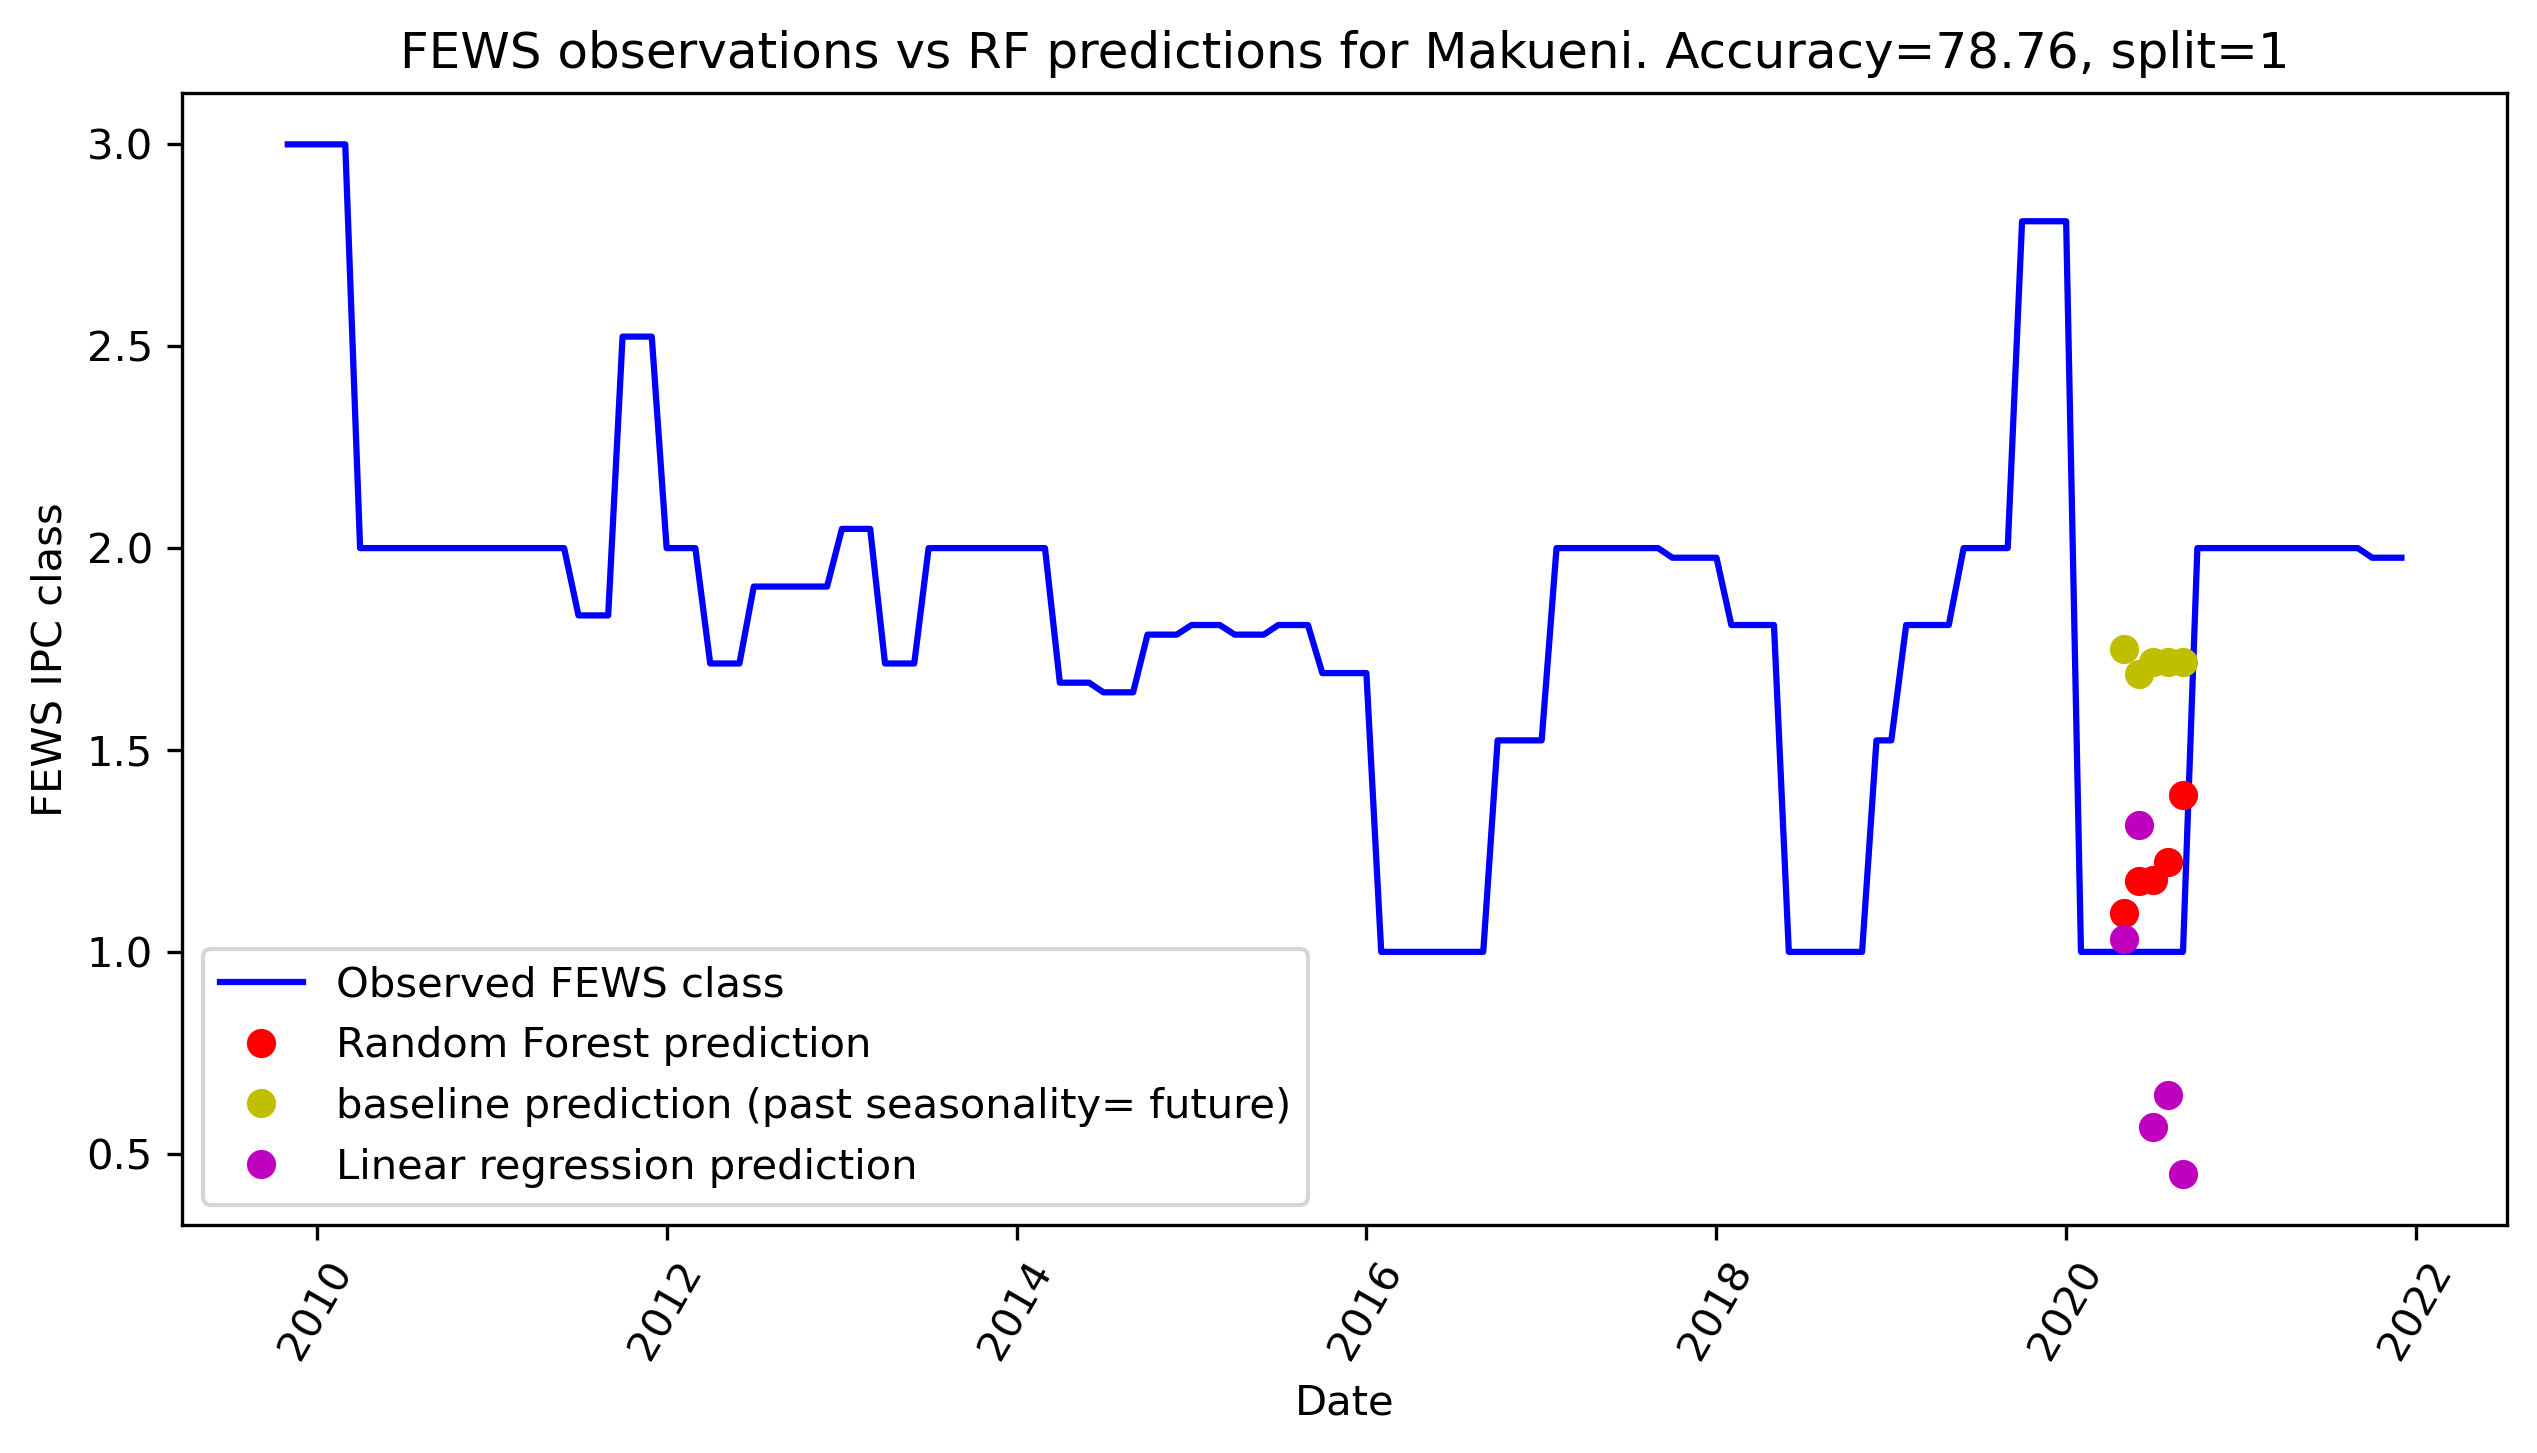 FEWS observations vs RF predictions for Makueni. Accuracy=78.76, split=1
FEWS IPC class
3.0
2.5
2.0
1.5
1.0
0.5
Observed FEWS class
Random Forest prediction
baseline prediction (past seasonality= future)
Linear regression prediction
2010
2012
2014
2016
2018
2020
2022
Date